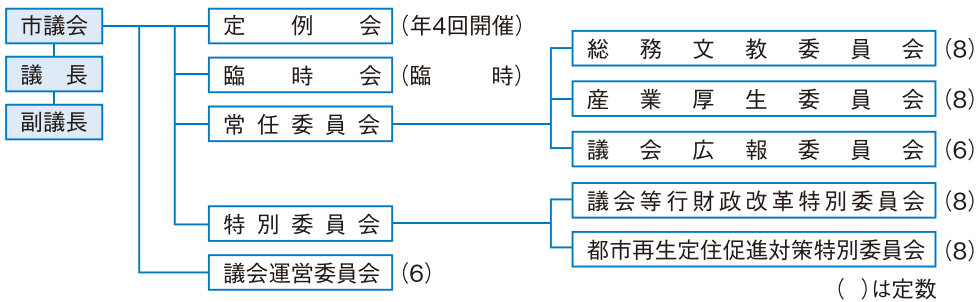 市議会
議長
副議長
定例会 (年4回開催)
臨時会 (臨時)
常任委員会
総務文教委員会 (8)
産業厚生委員会 (8)
議会広報委員会 (6)
特別委員会
議会等行財政改革特別委員会 (8)
都市再生定住促進対策特別委員会 (8)
議会運営委員会 (6)
( )は定数